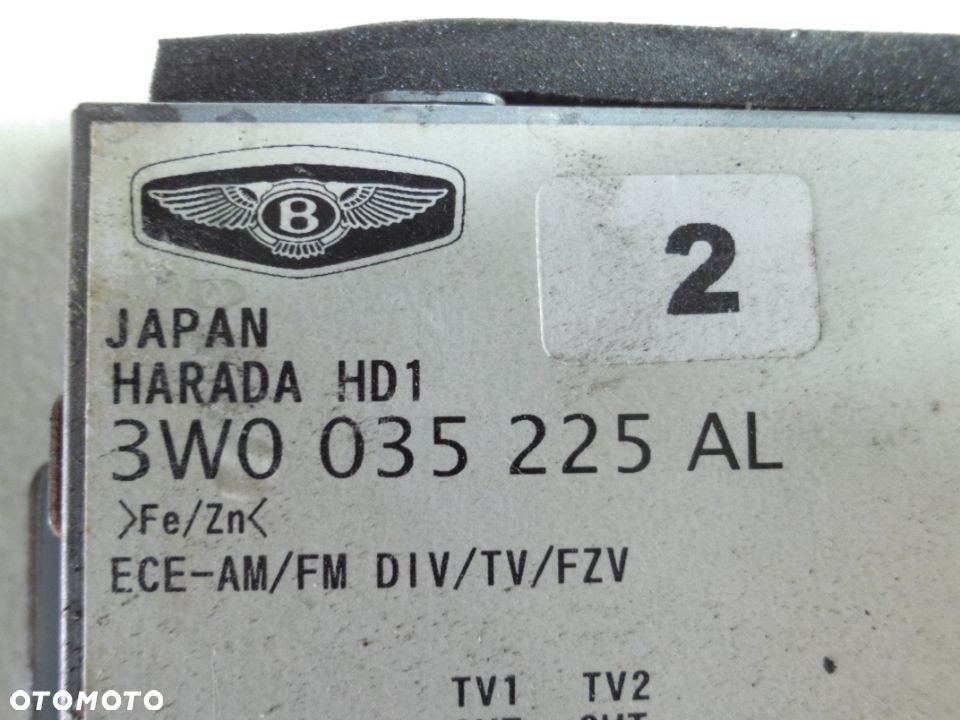 B
2
JAPAN
HARADA HD1
3W0 035 225 AL
>Fe/Zn<
ECE-AM/FM DIV/TV/FZV
TV1 TV2
OTOMOTO